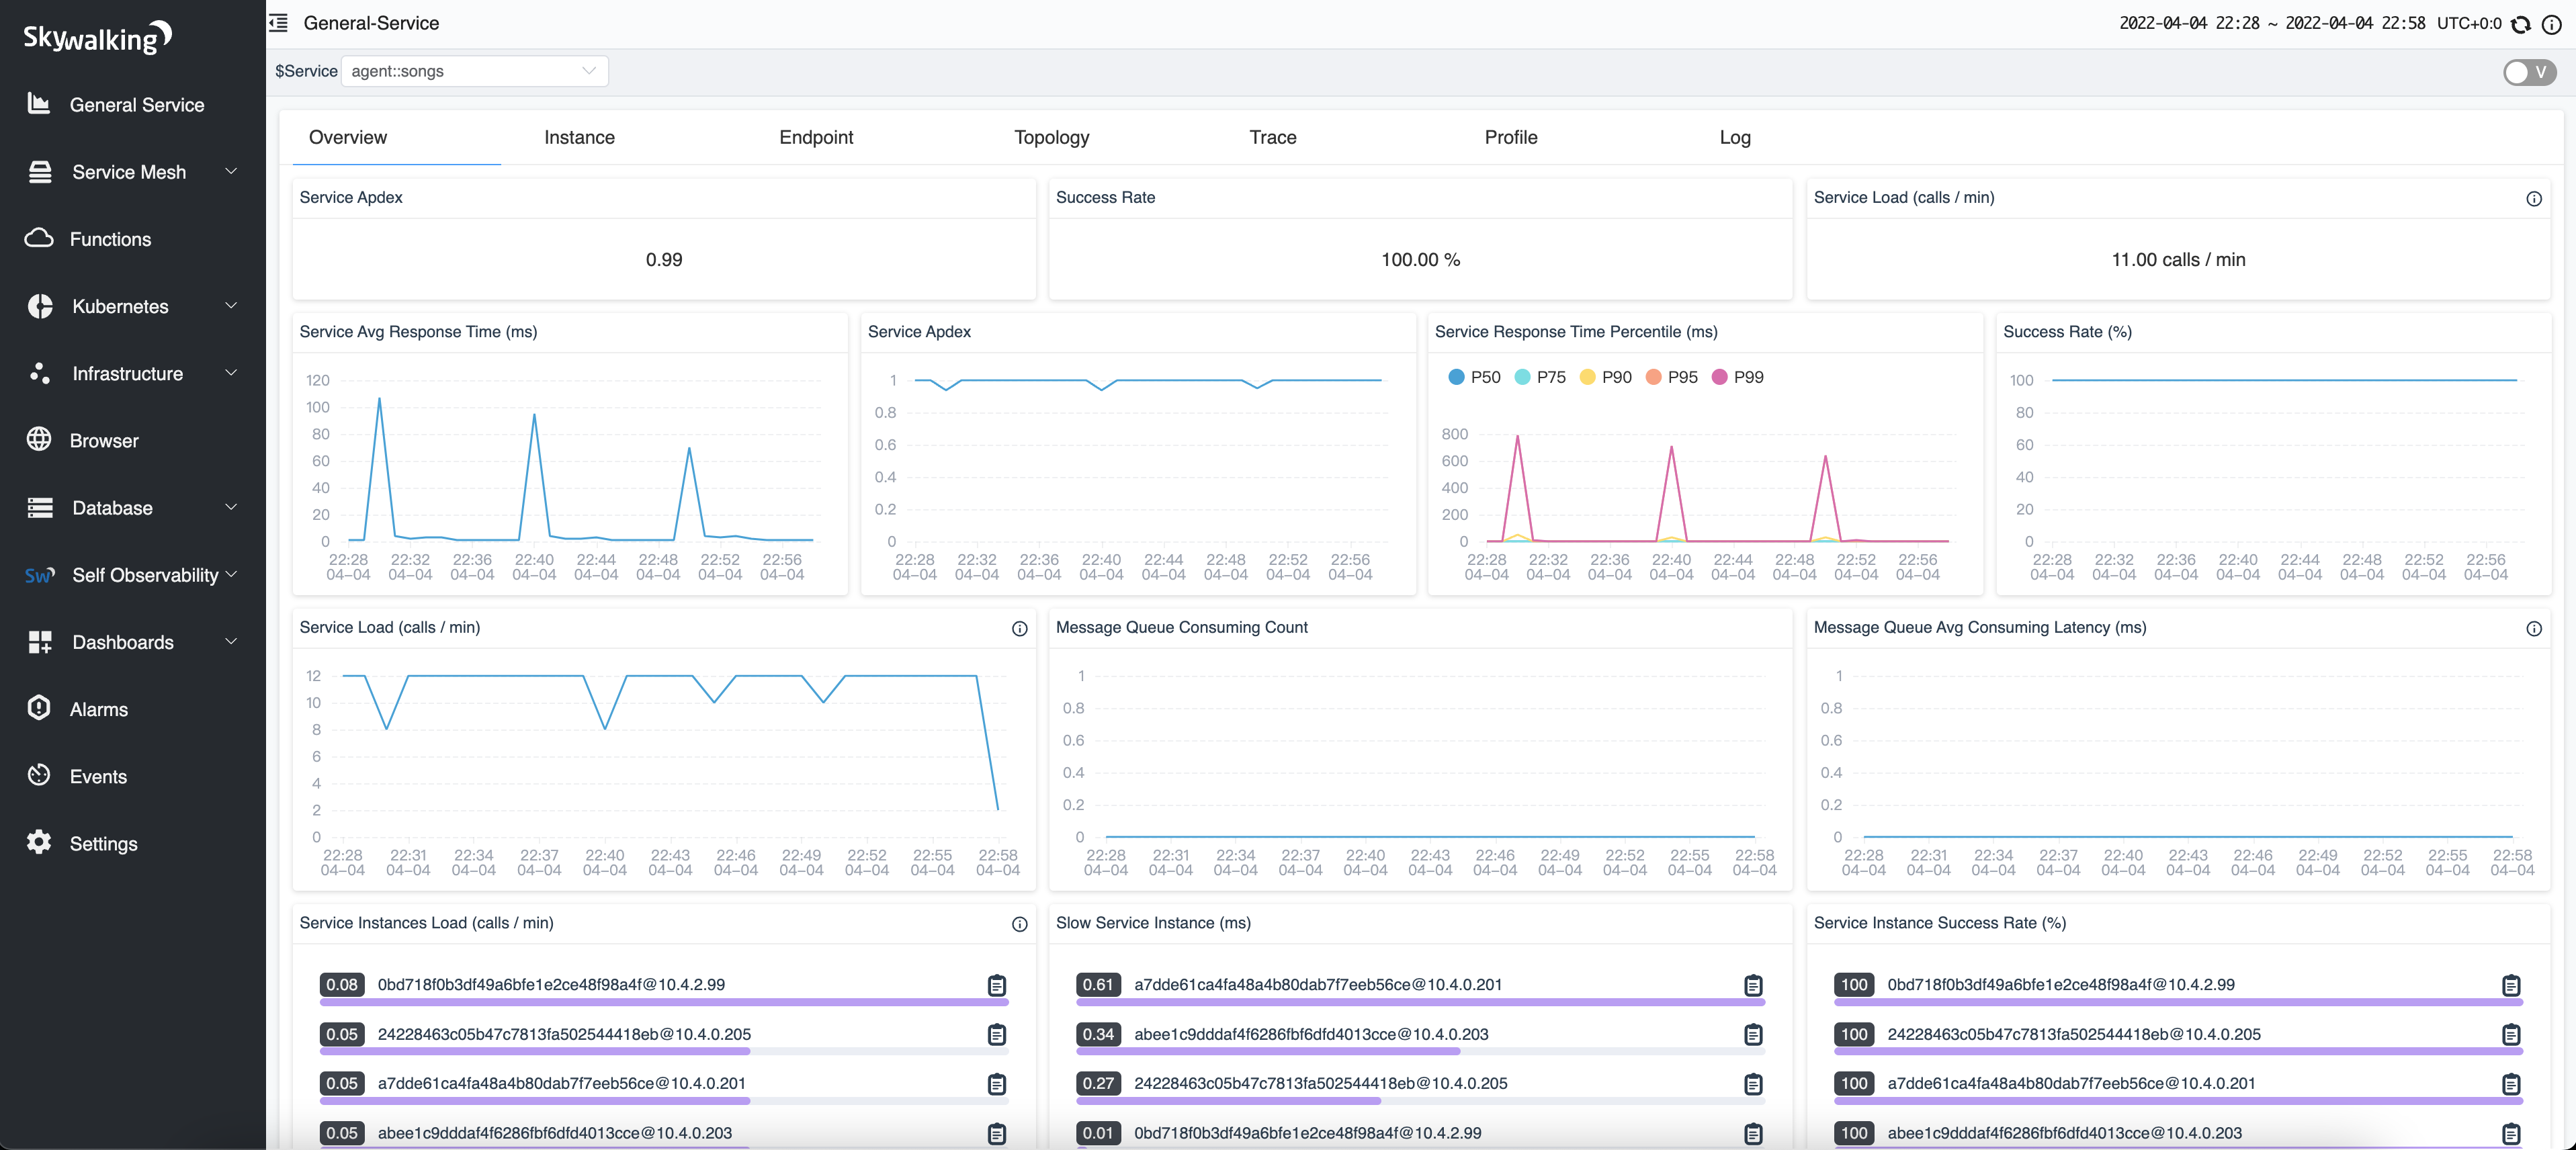 Skywalking
General-Service
2022-04-04 22:28 ~ 2022-04-04 22:58 UTC+0:0
$Service agent::songs
V
General Service
Service Mesh
Functions
Kubernetes
Infrastructure
Browser
Database
Sw Self Observability
Dashboards
Alarms
Events
Settings
Overview Instance Endpoint Topology Trace Profile Log
Service Apdex
0.99
Success Rate
100.00 %
Service Load (calls / min)
11.00 calls / min
Service Avg Response Time (ms)
120
100
80
60
40
20
0
22:28 22:32 22:36 22:40 22:44 22:48 22:52 22:56
04-04 04-04 04-04 04-04 04-04 04-04 04-04 04-04
Service Apdex
1
0.8
0.6
0.4
0.2
0
22:28 22:32 22:36 22:40 22:44 22:48 22:52 22:56
04-04 04-04 04-04 04-04 04-04 04-04 04-04 04-04
Service Response Time Percentile (ms)
P50 P75 P90 P95 P99
800
600
400
200
0
22:28 22:32 22:36 22:40 22:44 22:48 22:52 22:56
04-04 04-04 04-04 04-04 04-04 04-04 04-04 04-04
Success Rate (%)
100
80
60
40
20
0
22:28 22:32 22:36 22:40 22:44 22:48 22:52 22:56
04-04 04-04 04-04 04-04 04-04 04-04 04-04 04-04
Service Load (calls / min)
12
10
8
6
4
2
0
22:28 22:31 22:34 22:37 22:40 22:43 22:46 22:49 22:52 22:55 22:58
04-04 04-04 04-04 04-04 04-04 04-04 04-04 04-04 04-04 04-04 04-04
Message Queue Consuming Count
1
0.8
0.6
0.4
0.2
0
22:28 22:31 22:34 22:37 22:40 22:43 22:46 22:49 22:52 22:55 22:58
04-04 04-04 04-04 04-04 04-04 04-04 04-04 04-04 04-04 04-04 04-04
Message Queue Avg Consuming Latency (ms)
1
0.8
0.6
0.4
0.2
0
22:28 22:31 22:34 22:37 22:40 22:43 22:46 22:49 22:52 22:55 22:58
04-04 04-04 04-04 04-04 04-04 04-04 04-04 04-04 04-04 04-04 04-04
Service Instances Load (calls / min)
0.08 0bd718f0b3df49a6bfe1e2ce48f98a4f@10.4.2.99
0.05 24228463c05b47c7813fa502544418eb@10.4.0.205
0.05 a7dde61ca4fa48a4b80dab7f7eeb56ce@10.4.0.201
0.05 abee1c9dddaf4f6286fbf6dfd4013cce@10.4.0.203
Slow Service Instance (ms)
0.61 a7dde61ca4fa48a4b80dab7f7eeb56ce@10.4.0.201
0.34 abee1c9dddaf4f6286fbf6dfd4013cce@10.4.0.203
0.27 24228463c05b47c7813fa502544418eb@10.4.0.205
0.01 0bd718f0b3df49a6bfe1e2ce48f98a4f@10.4.2.99
Service Instance Success Rate (%)
100 0bd718f0b3df49a6bfe1e2ce48f98a4f@10.4.2.99
100 24228463c05b47c7813fa502544418eb@10.4.0.205
100 a7dde61ca4fa48a4b80dab7f7eeb56ce@10.4.0.201
100 abee1c9dddaf4f6286fbf6dfd4013cce@10.4.0.203